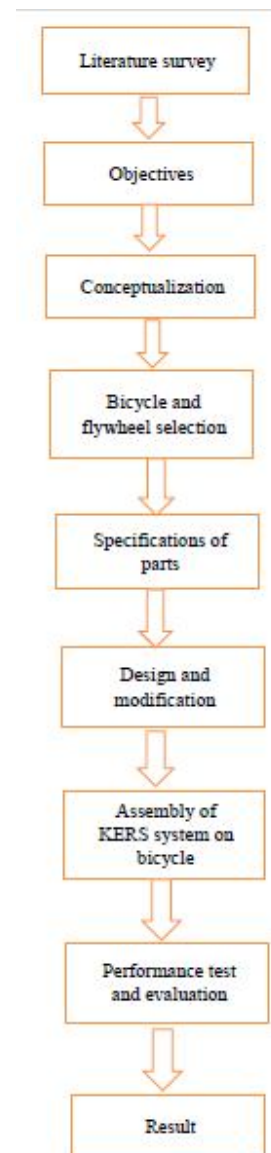 Literature survey
Objectives
Conceptualization
Bicycle and
flywheel selection
Specifications of
parts
Design and
modification
Assembly of
KERS system on
bicycle
Performance test
and evaluation
Result